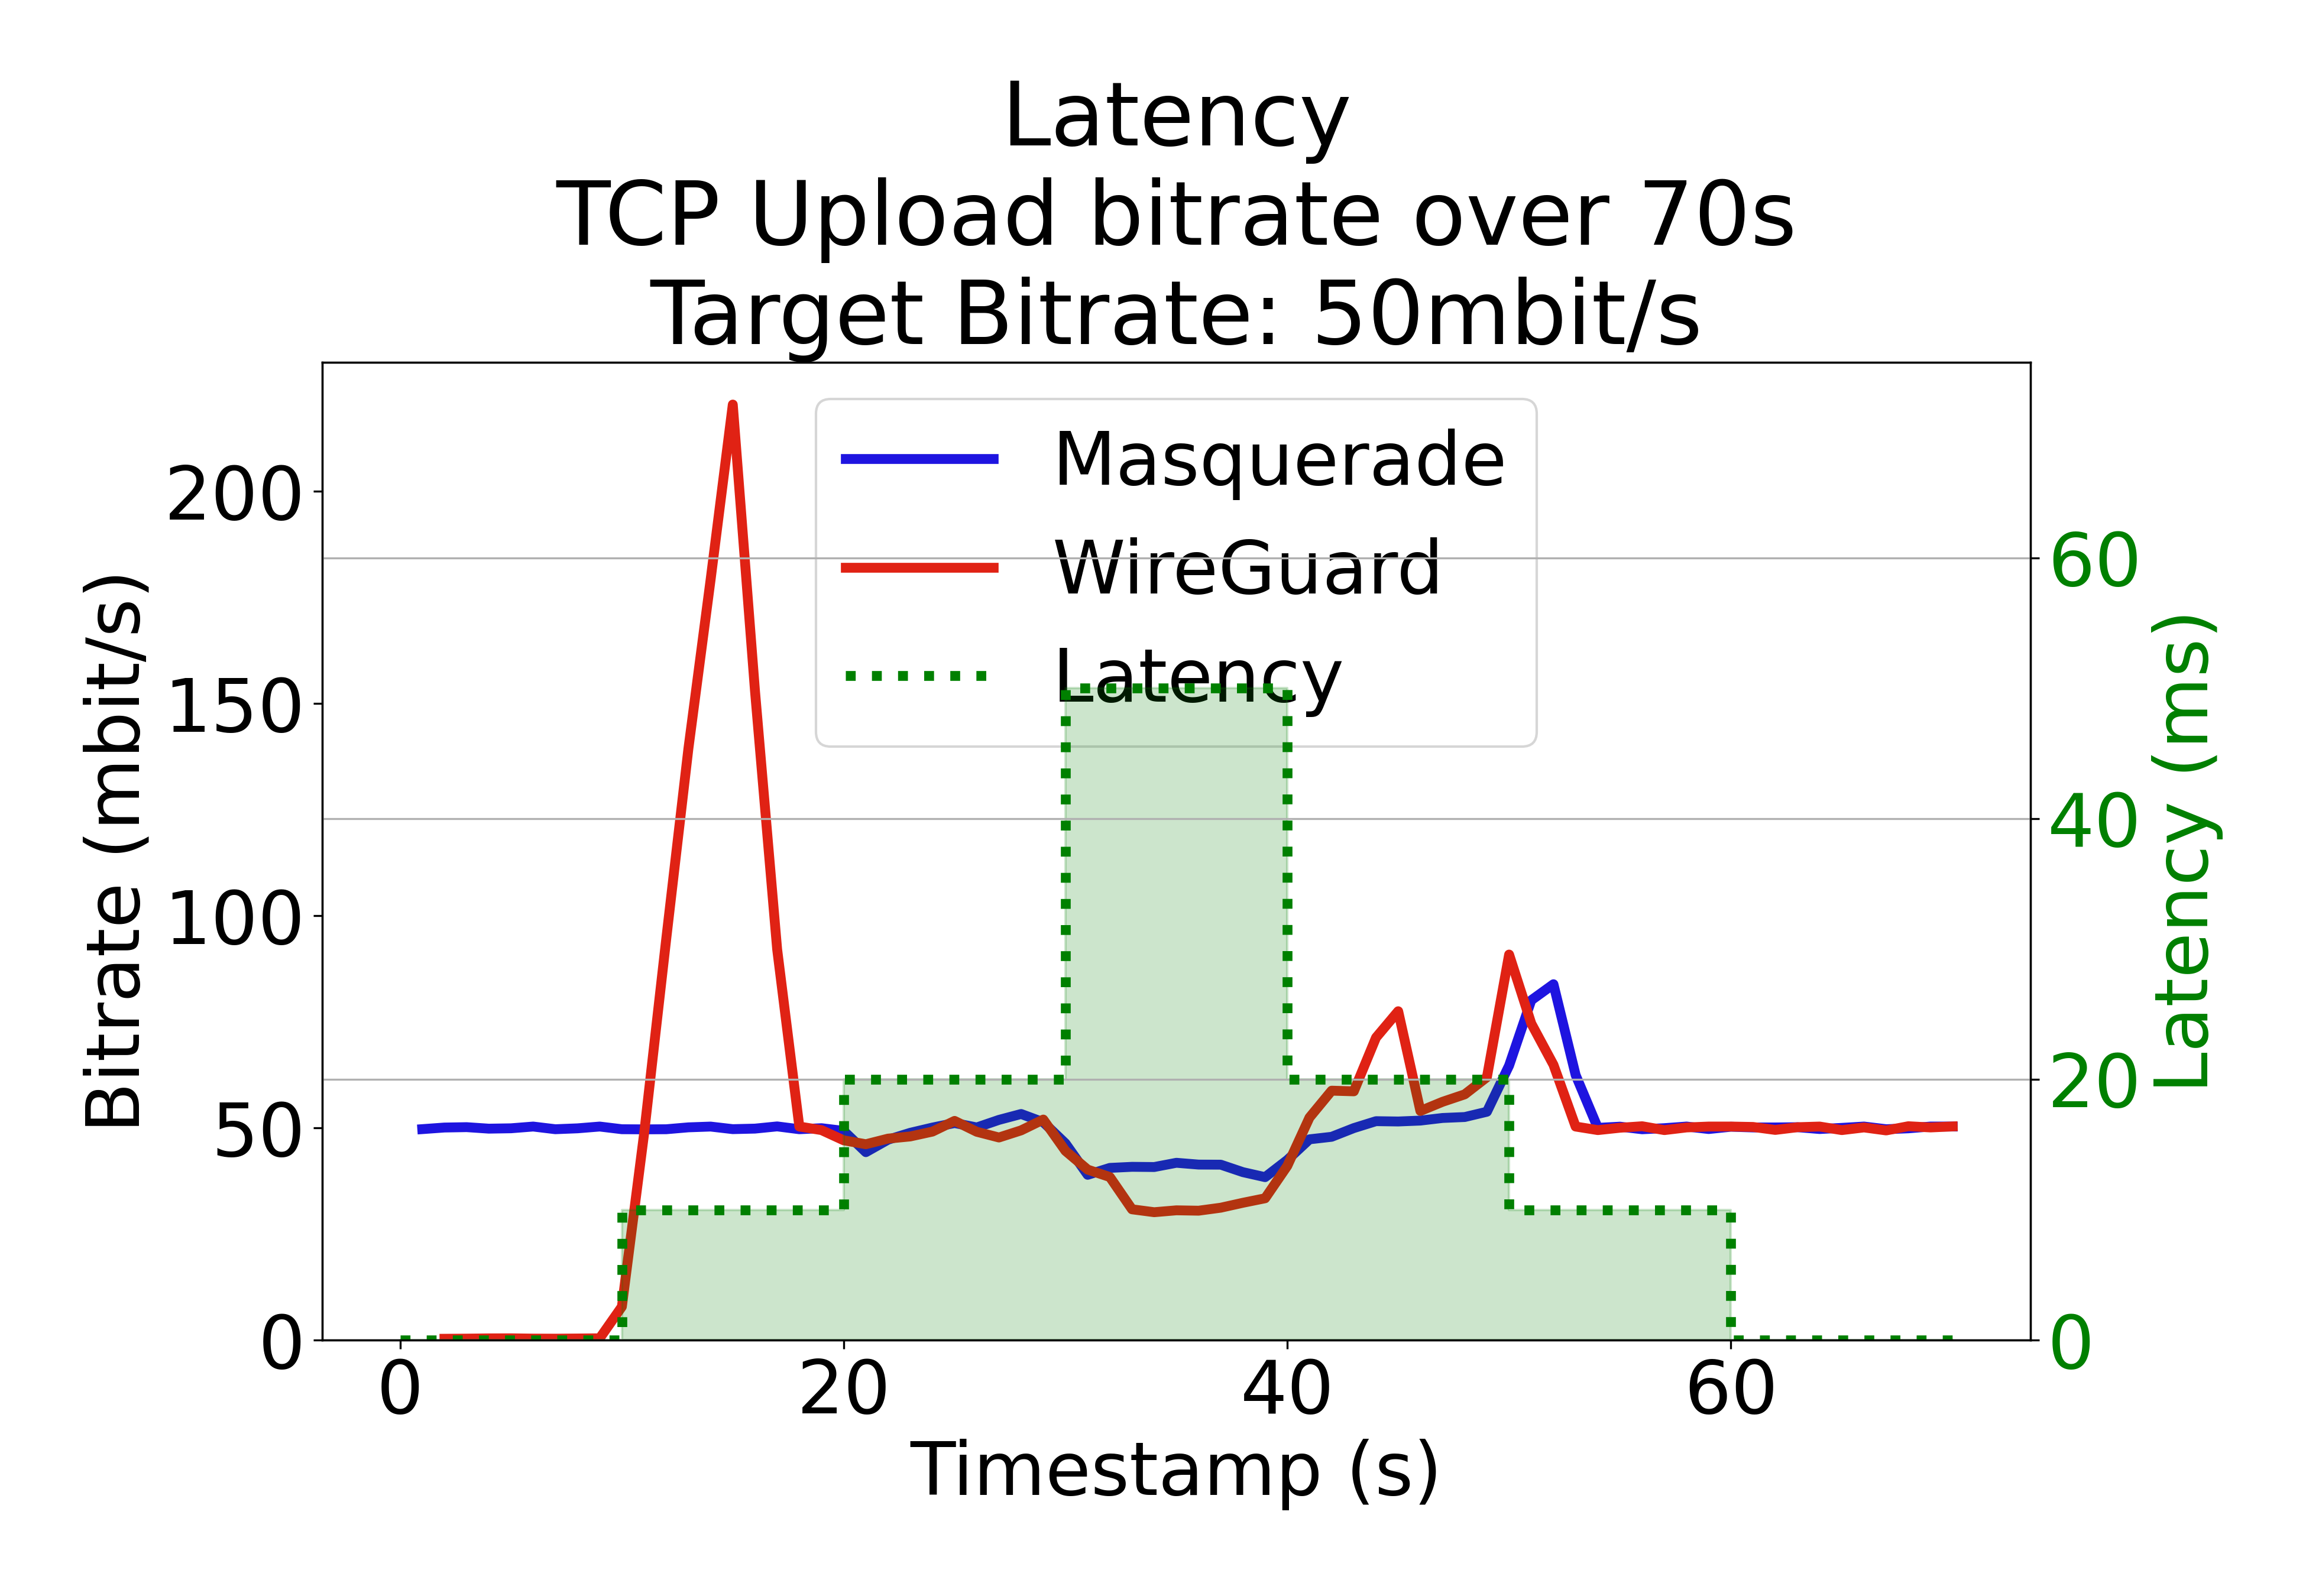 Latency
TCP Upload bitrate over 70s
Target Bitrate: 50mbit/s
Masquerade
WireGuard
Latency
Bitrate (mbit/s)
200
150
100
50
0
60
40
20
0
Latency (ms)
0 20 40 60
Timestamp (s)